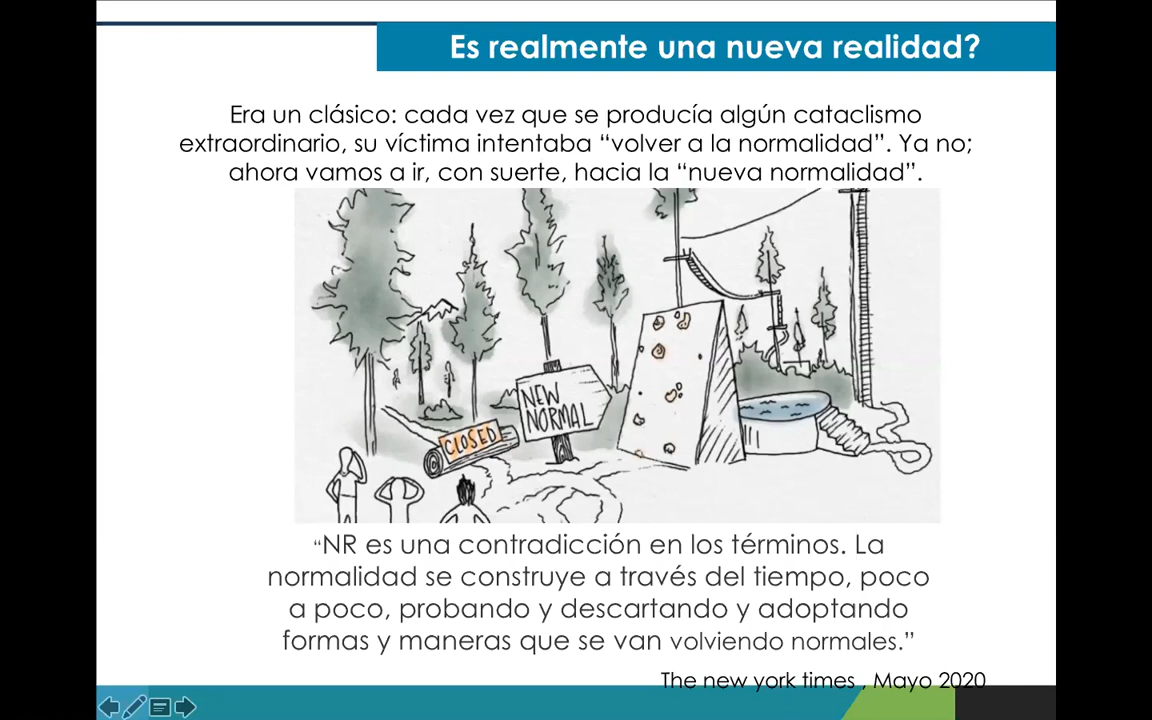 Es realmente una nueva realidad?
Era un clásico: cada vez que se producía algún cataclismo
extraordinario, su víctima intentaba “volver a la normalidad”. Ya no;
ahora vamos a ir, con suerte, hacia la “nueva normalidad”.
NEW
NORMAL
CLOSED
“NR es una contradicción en los términos. La
normalidad se construye a través del tiempo, poco
a poco, probando y descartando y adoptando
formas y maneras que se van volviendo normales.”
The new york times , Mayo 2020